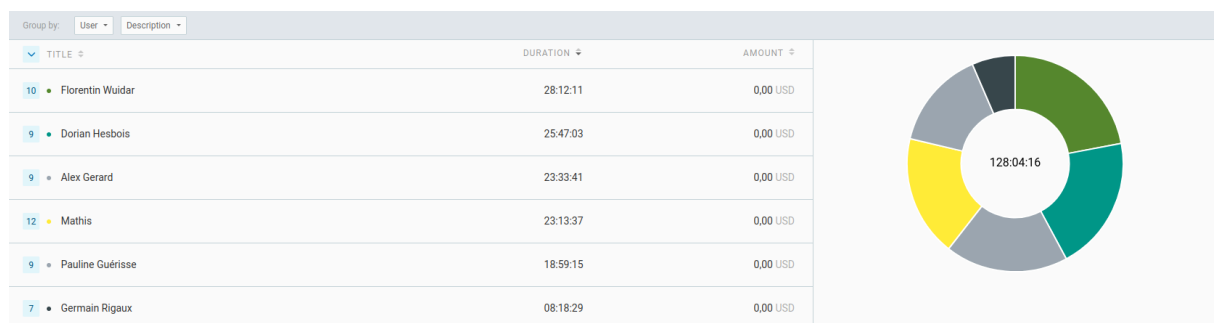 Group by: User Description
TITLE DURATION AMOUNT
10 Florentin Wuidar 28:12:11 0,00 USD
9 Dorian Hesbois 25:47:03 0,00 USD
9 Alex Gerard 23:33:41 0,00 USD
12 Mathis 23:13:37 0,00 USD
9 Pauline Guérisse 18:59:15 0,00 USD
7 Germain Rigaux 08:18:29 0,00 USD
128:04:16